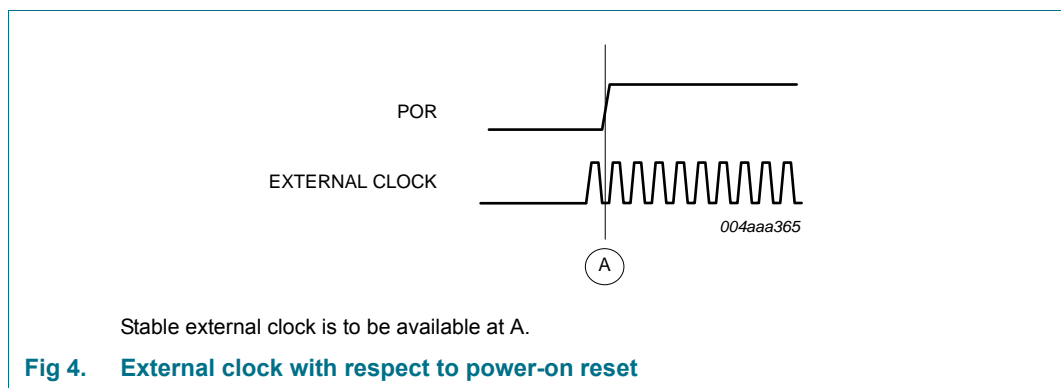 POR
EXTERNAL CLOCK
004aaa365
A
Stable external clock is to be available at A.
Fig 4. External clock with respect to power-on reset